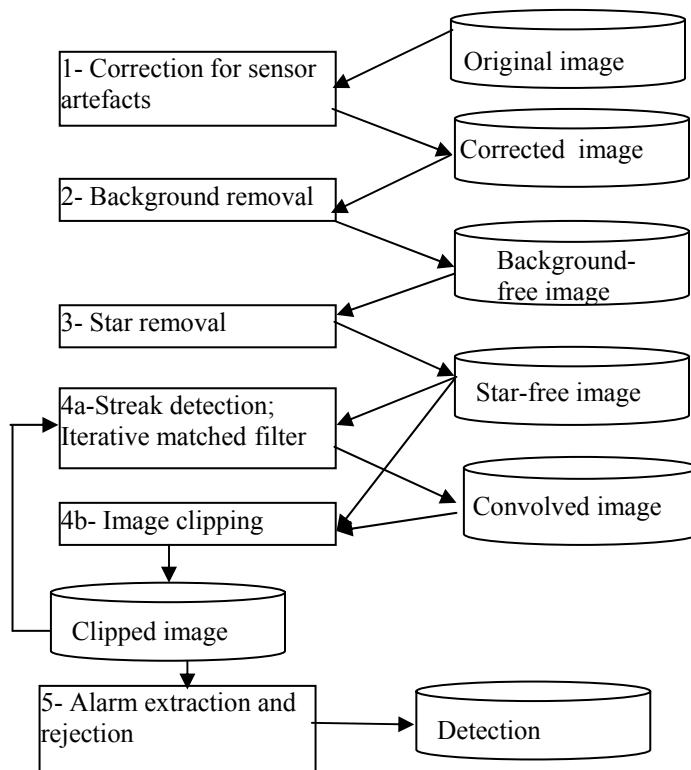 Original image
1- Correction for sensor
artefacts
Corrected image
2- Background removal
Background-
free image
3- Star removal
Star-free image
4a-Streak detection;
Iterative matched filter
Convolved image
4b- Image clipping
Clipped image
5- Alarm extraction and
rejection
Detection